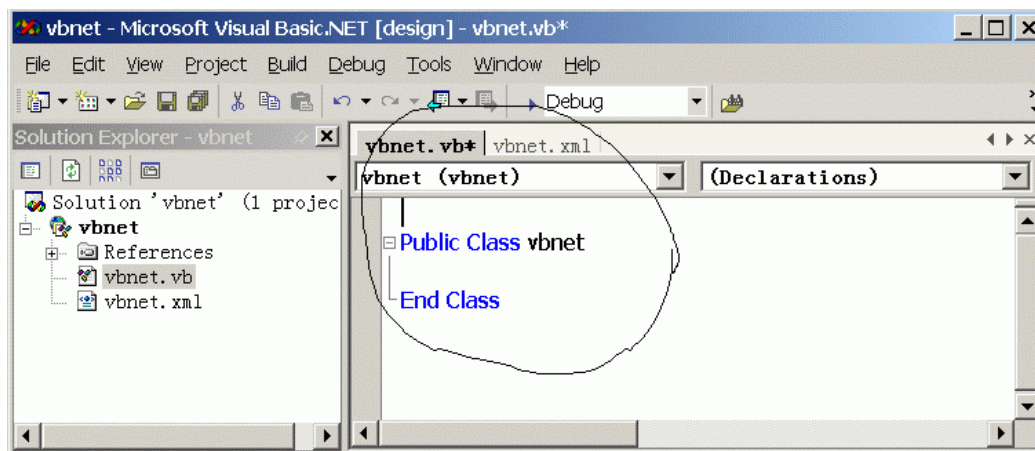 vbnet - Microsoft Visual Basic.NET [design] - vbnet.vb*
File Edit View Project Build Debug Tools Window Help
Debug
Solution Explorer - vbnet
vbnet.vb* vbnet.xml
vbnet (vbnet) (Declarations)
Solution 'vbnet' (1 projec
vbnet
References
vbnet.vb
vbnet.xml
Public Class vbnet
End Class